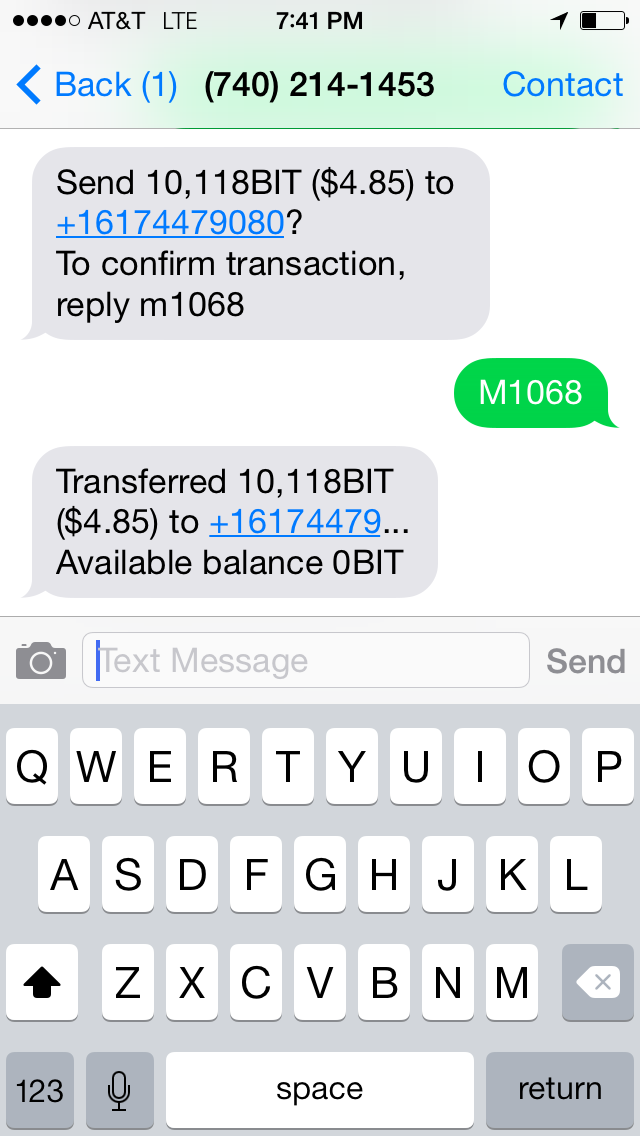 AT&T LTE 7:41 PM
Back (1) (740) 214-1453 Contact
Send 10,118BIT ($4.85) to
+16174479080?
To confirm transaction,
reply m1068
M1068
Transferred 10,118BIT
($4.85) to +16174479...
Available balance 0BIT
Text Message Send
Q W E R T Y U I O P
A S D F G H J K L
Z X C V B N M
123 space return